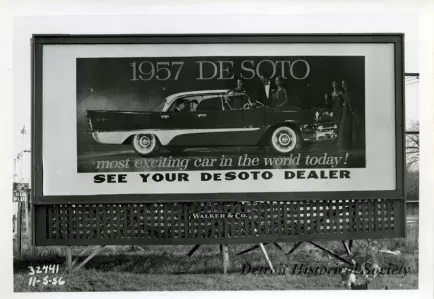 1957 DE SOTO
most exciting car in the world today!
SEE YOUR DESOTO DEALER
WALKER & CO.
32441
11-5-56
Detroit Historical Society